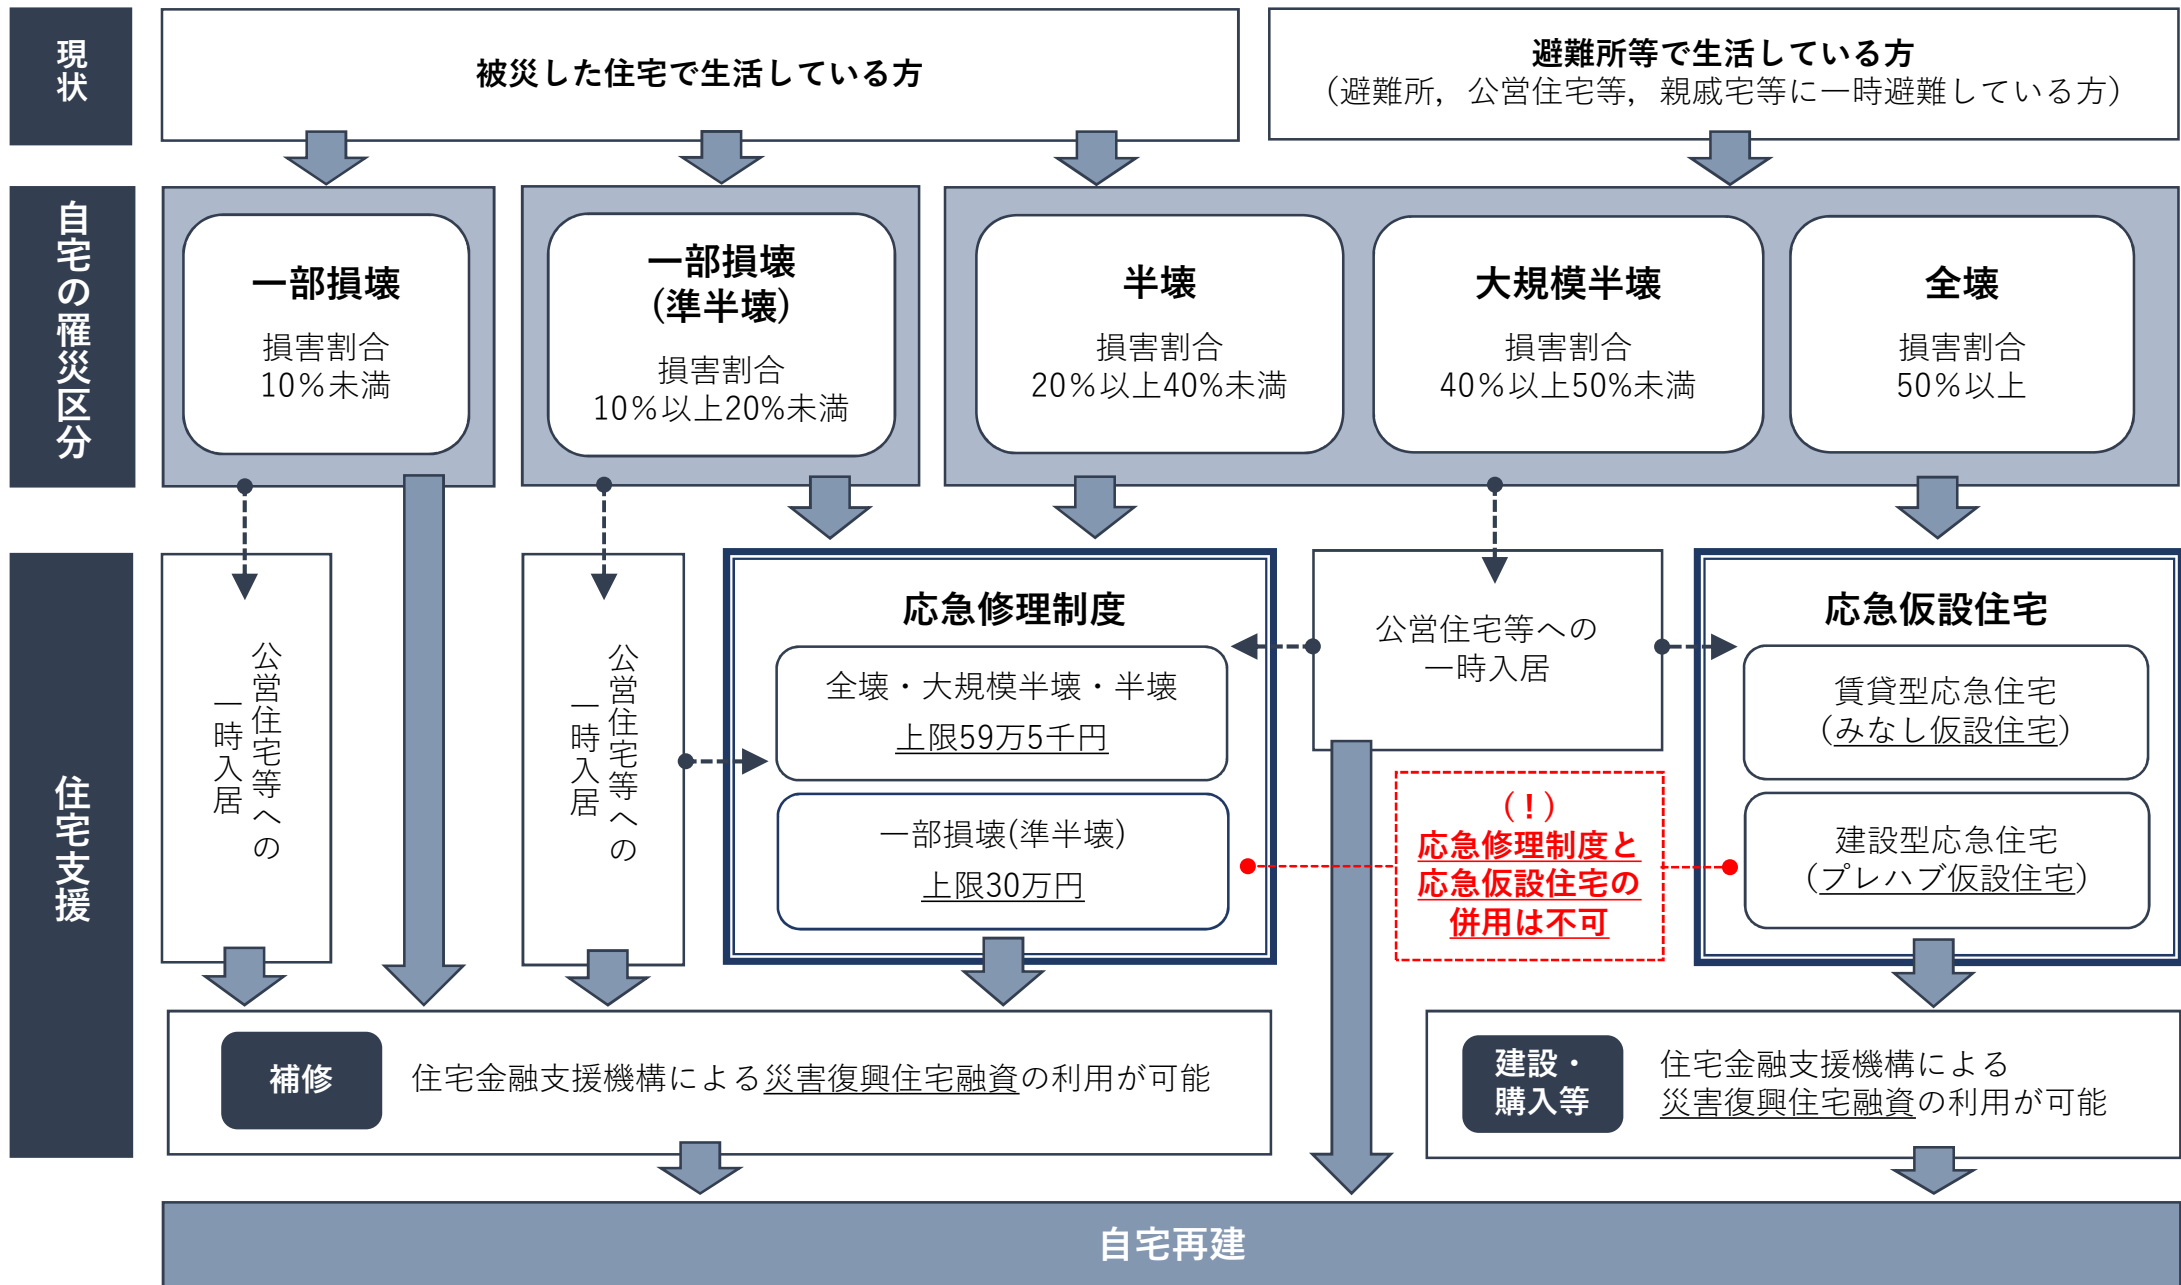 現状
被災した住宅で生活している方
避難所等で生活している方
（避難所，公営住宅等，親戚宅等に一時避難している方）
自宅の罹災区分
一部損壊
損害割合
10％未満
一部損壊
(準半壊)
損害割合
10％以上20%未満
半壊
損害割合
20％以上40%未満
大規模半壊
損害割合
40％以上50%未満
全壊
損害割合
50％以上
住宅支援
公営住宅等への
一時入居
公営住宅等への
一時入居
応急修理制度
全壊・大規模半壊・半壊
上限59万5千円
一部損壊(準半壊)
上限30万円
公営住宅等への
一時入居
（！）
応急修理制度と
応急仮設住宅の
併用は不可
応急仮設住宅
賃貸型応急住宅
（みなし仮設住宅）
建設型応急住宅
（プレハブ仮設住宅）
補修
住宅金融支援機構による災害復興住宅融資の利用が可能
建設・
購入等
住宅金融支援機構による
災害復興住宅融資の利用が可能
自宅再建